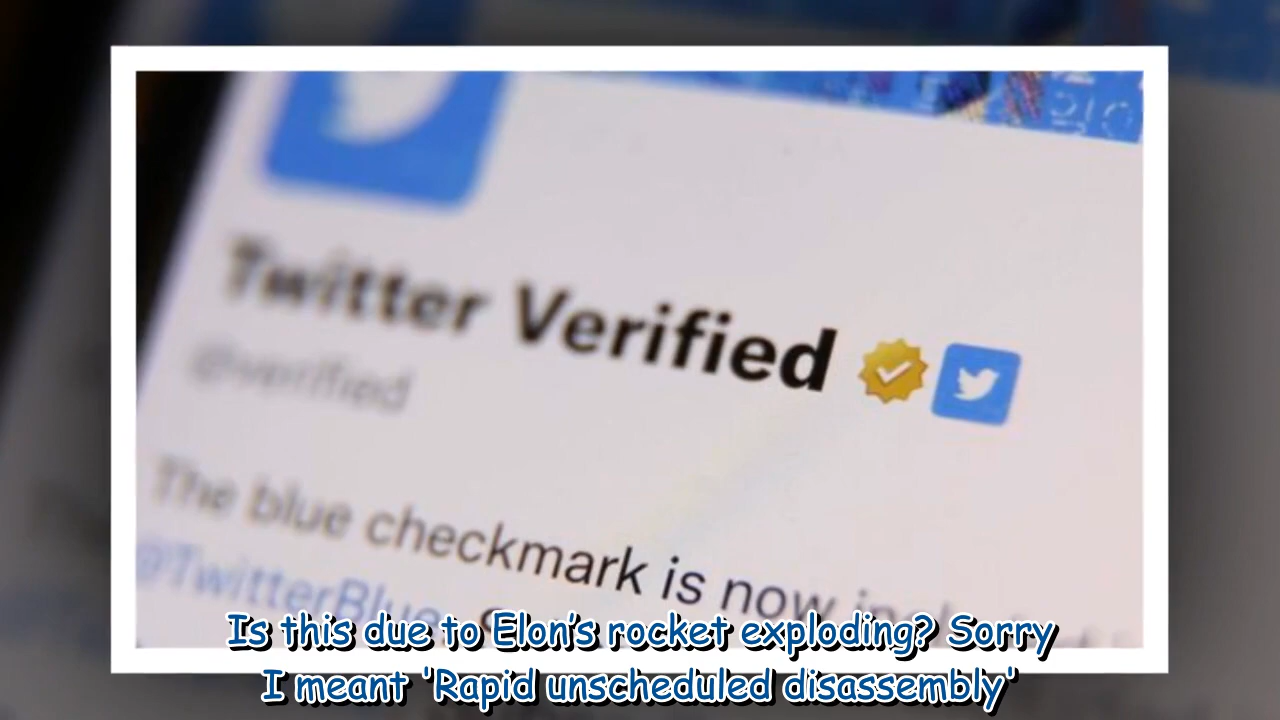 Twitter Verified
@verified
The blue checkmark is now
@TwitterBlue
Is this due to Elon's rocket exploding? Sorry
I meant 'Rapid unscheduled disassembly'